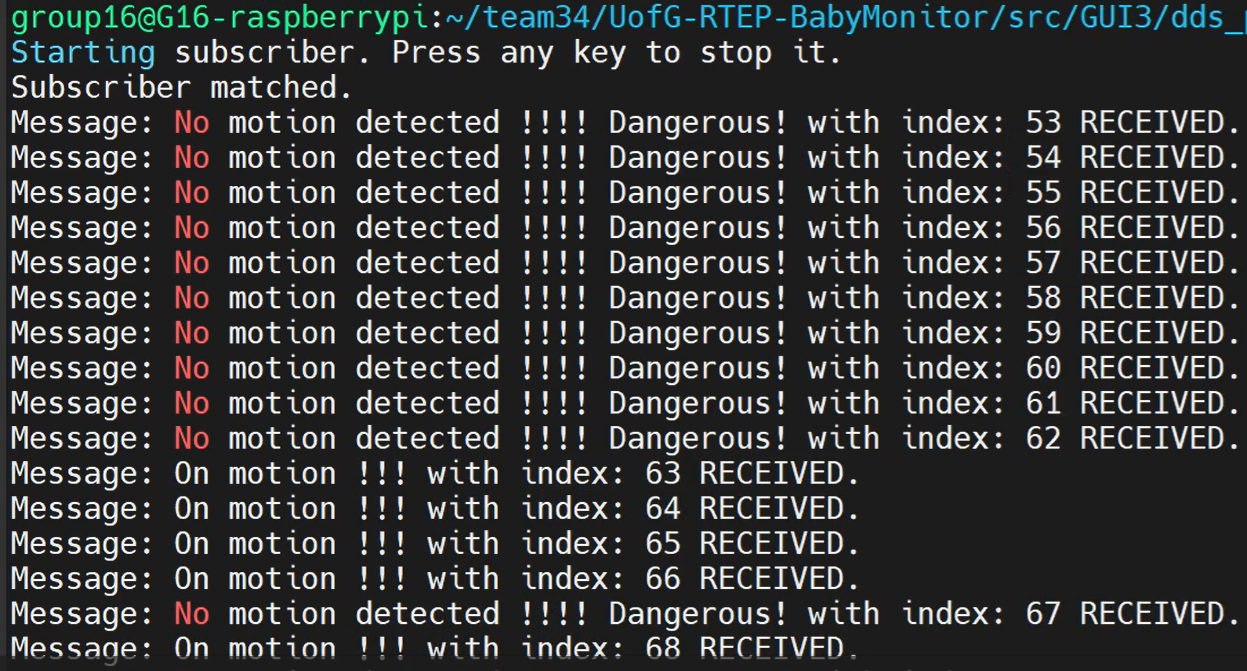 group16@G16-raspberrypi:~/team34/UofG-RTEP-BabyMonitor/src/GUI3/dds_
Starting subscriber. Press any key to stop it.
Subscriber matched.
Message: No motion detected !!!! Dangerous! with index: 53 RECEIVED.
Message: No motion detected !!!! Dangerous! with index: 54 RECEIVED.
Message: No motion detected !!!! Dangerous! with index: 55 RECEIVED.
Message: No motion detected !!!! Dangerous! with index: 56 RECEIVED.
Message: No motion detected !!!! Dangerous! with index: 57 RECEIVED.
Message: No motion detected !!!! Dangerous! with index: 58 RECEIVED.
Message: No motion detected !!!! Dangerous! with index: 59 RECEIVED.
Message: No motion detected !!!! Dangerous! with index: 60 RECEIVED.
Message: No motion detected !!!! Dangerous! with index: 61 RECEIVED.
Message: No motion detected !!!! Dangerous! with index: 62 RECEIVED.
Message: On motion !!! with index: 63 RECEIVED.
Message: On motion !!! with index: 64 RECEIVED.
Message: On motion !!! with index: 65 RECEIVED.
Message: On motion !!! with index: 66 RECEIVED.
Message: No motion detected !!!! Dangerous! with index: 67 RECEIVED.
Message: On motion !!! with index: 68 RECEIVED.